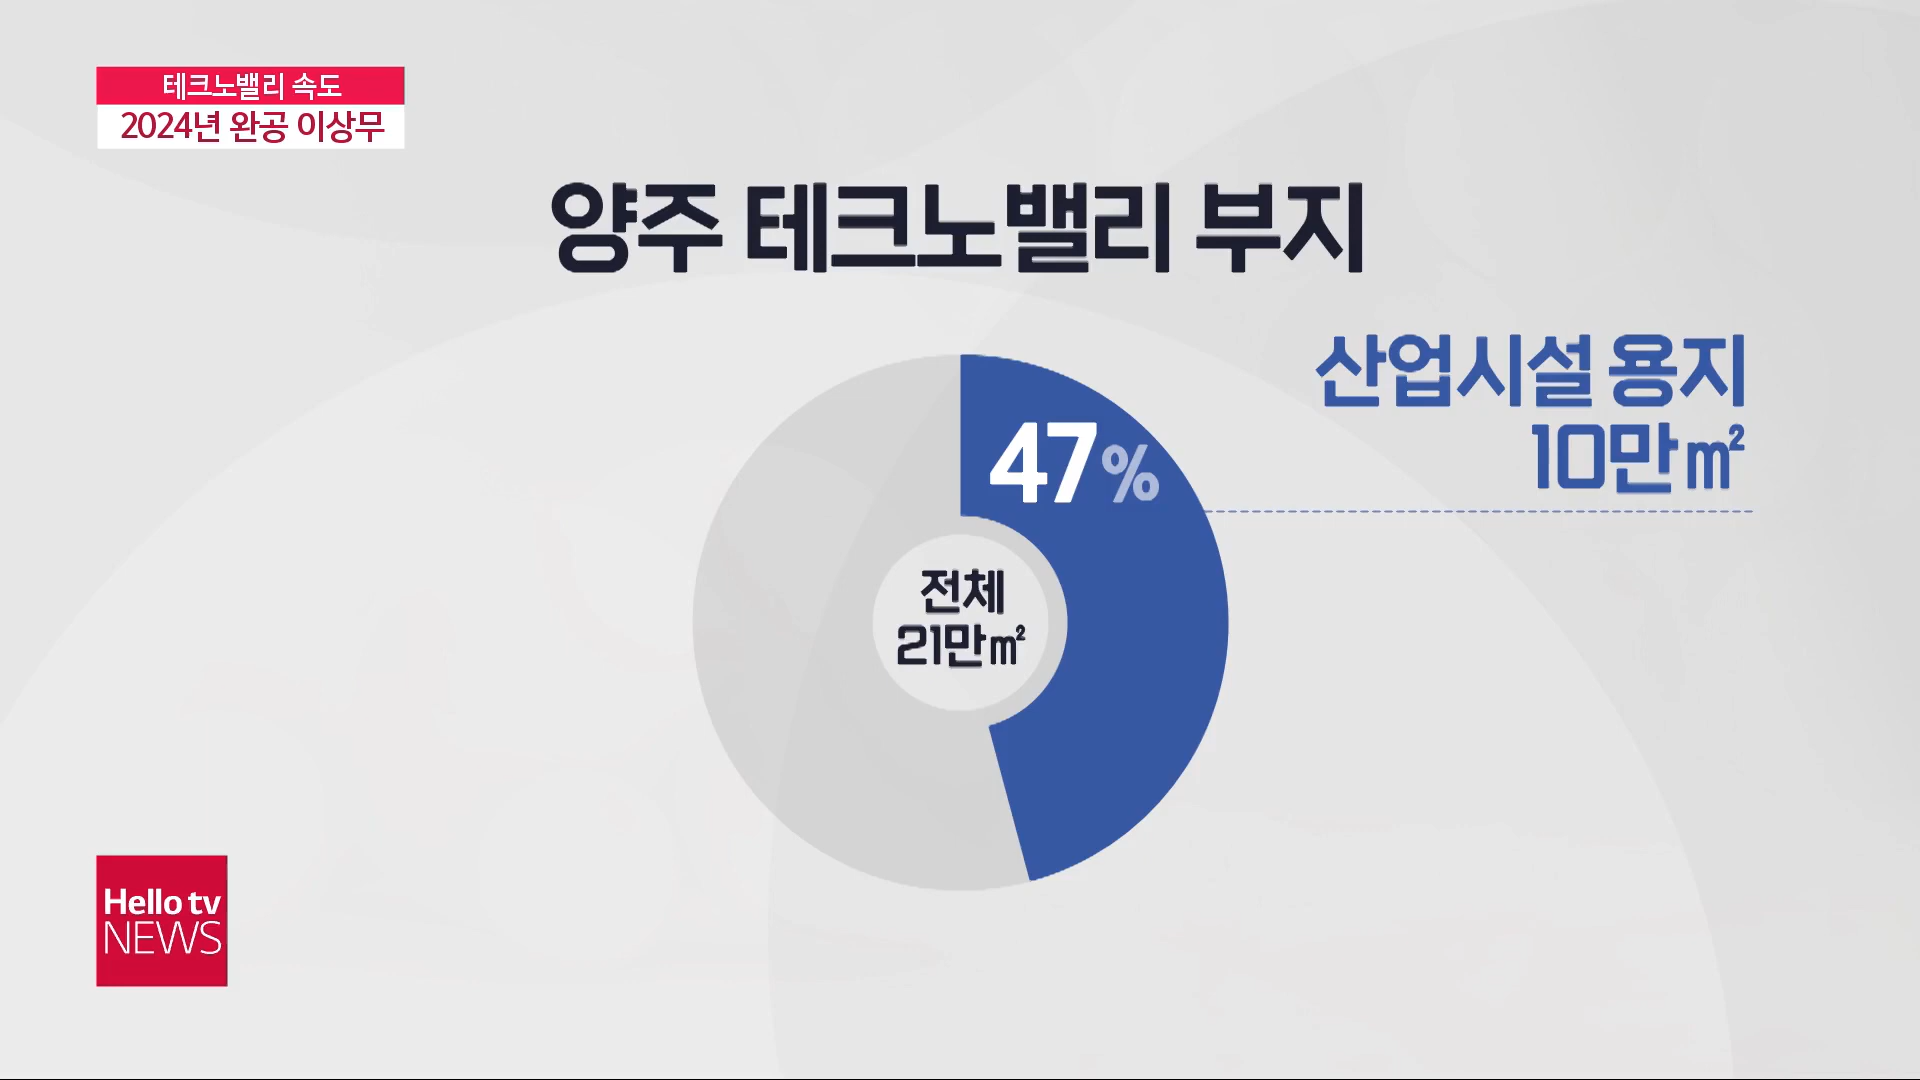 테크노밸리 속도
2024년 완공 이상무
양주 테크노밸리 부지
산업시설 용지
10만㎡
47%
전체
21만㎡
Hello tv
NEWS